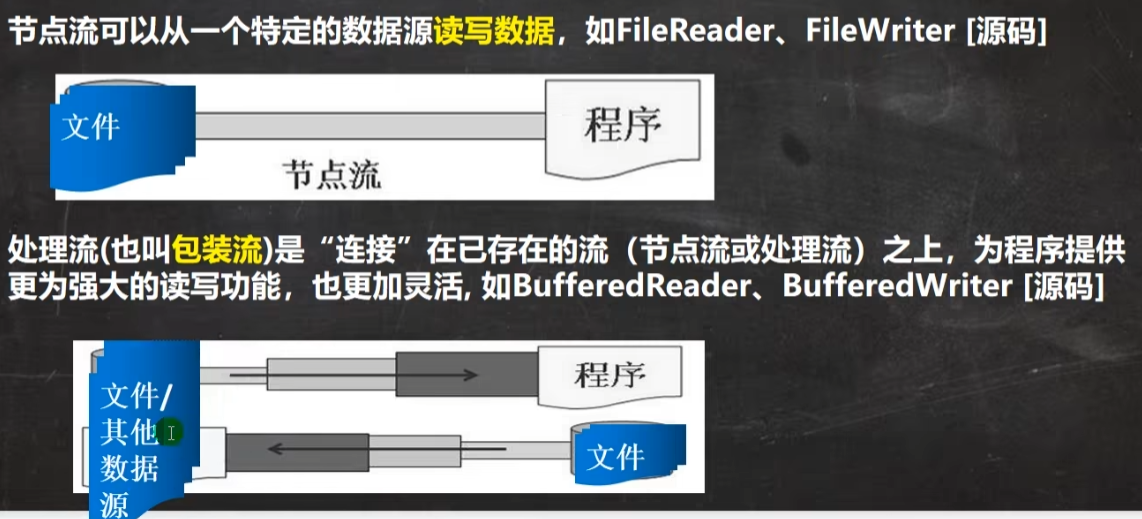 节点流可以从一个特定的数据源读写数据，如FileReader、FileWriter [源码]
文件
程序
节点流
处理流(也叫包装流)是“连接”在已存在的流（节点流或处理流）之上，为程序提供
更为强大的读写功能，也更加灵活, 如BufferedReader、BufferedWriter [源码]
文件/
其他
数据
源
程序
文件